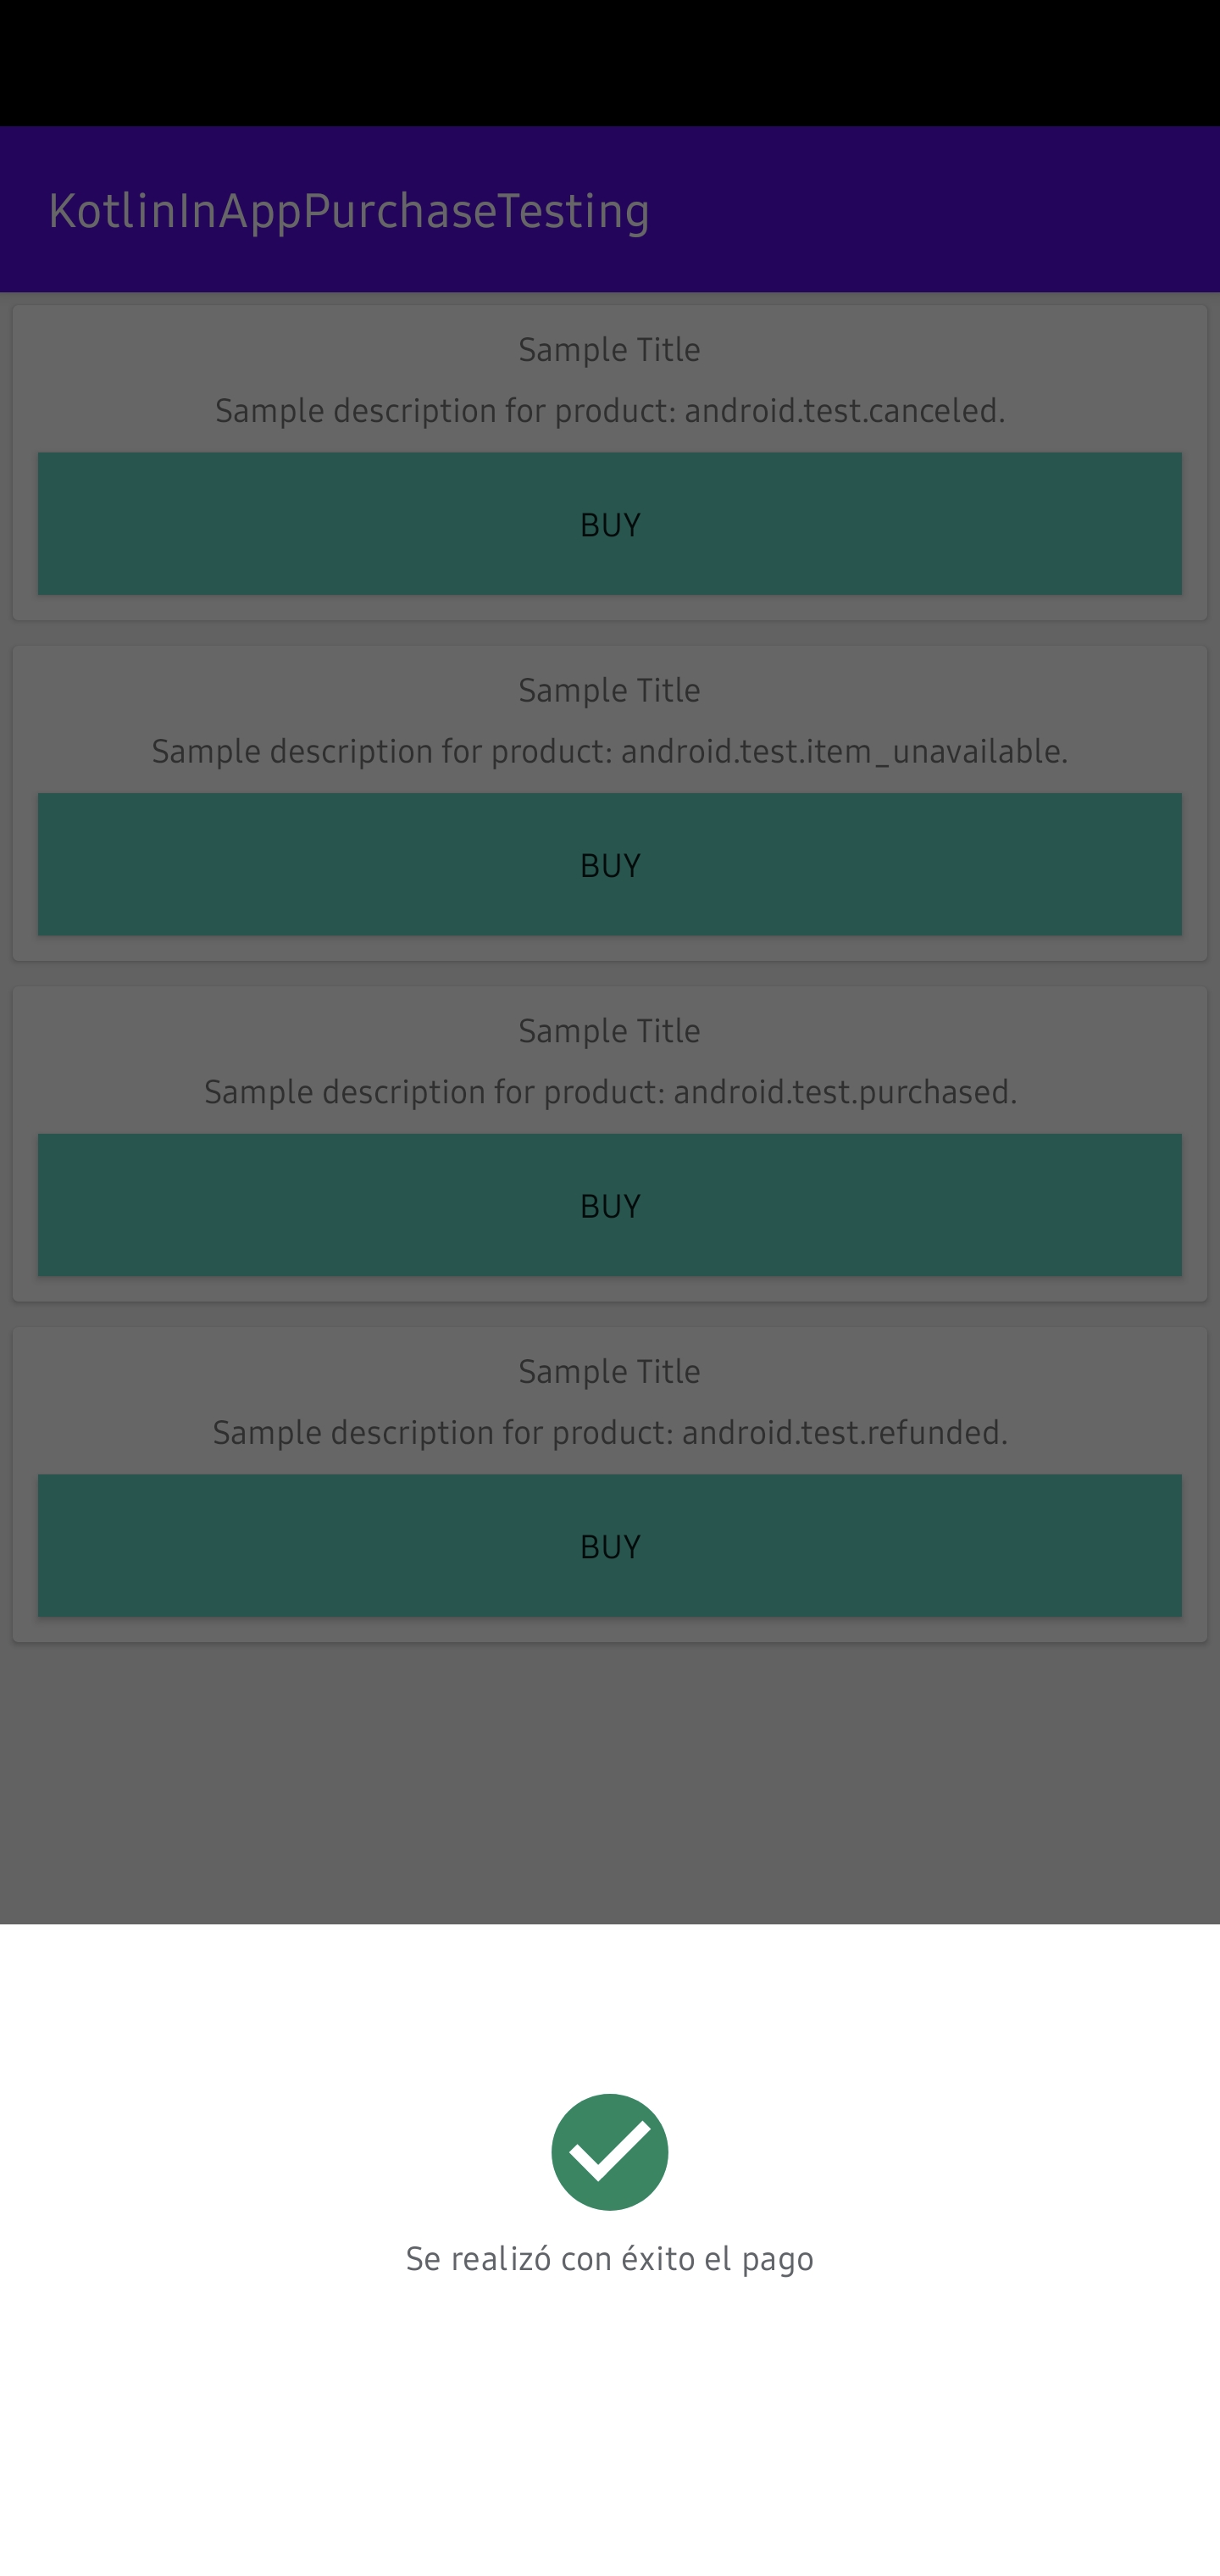 KotlinInAppPurchaseTesting
Sample Title
Sample description for product: android.test.canceled.
BUY
Sample Title
Sample description for product: android.test.item_unavailable.
BUY
Sample Title
Sample description for product: android.test.purchased.
BUY
Sample Title
Sample description for product: android.test.refunded.
BUY
Se realizó con éxito el pago